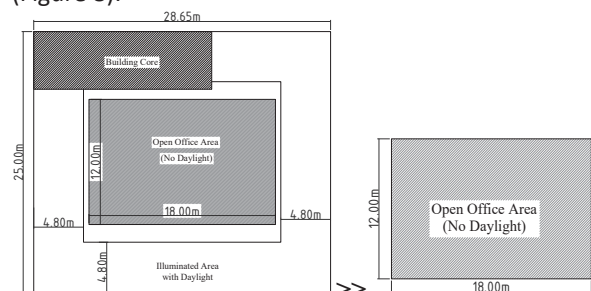 (Figure 3).
28.65m
Building Core
25.00m
Open Office Area
(No Daylight)
12.00m
18.00m
4.80m
4.80m
4.80m
Illuminated Area
with Daylight
>>
12.00m
Open Office Area
(No Daylight)
18.00m